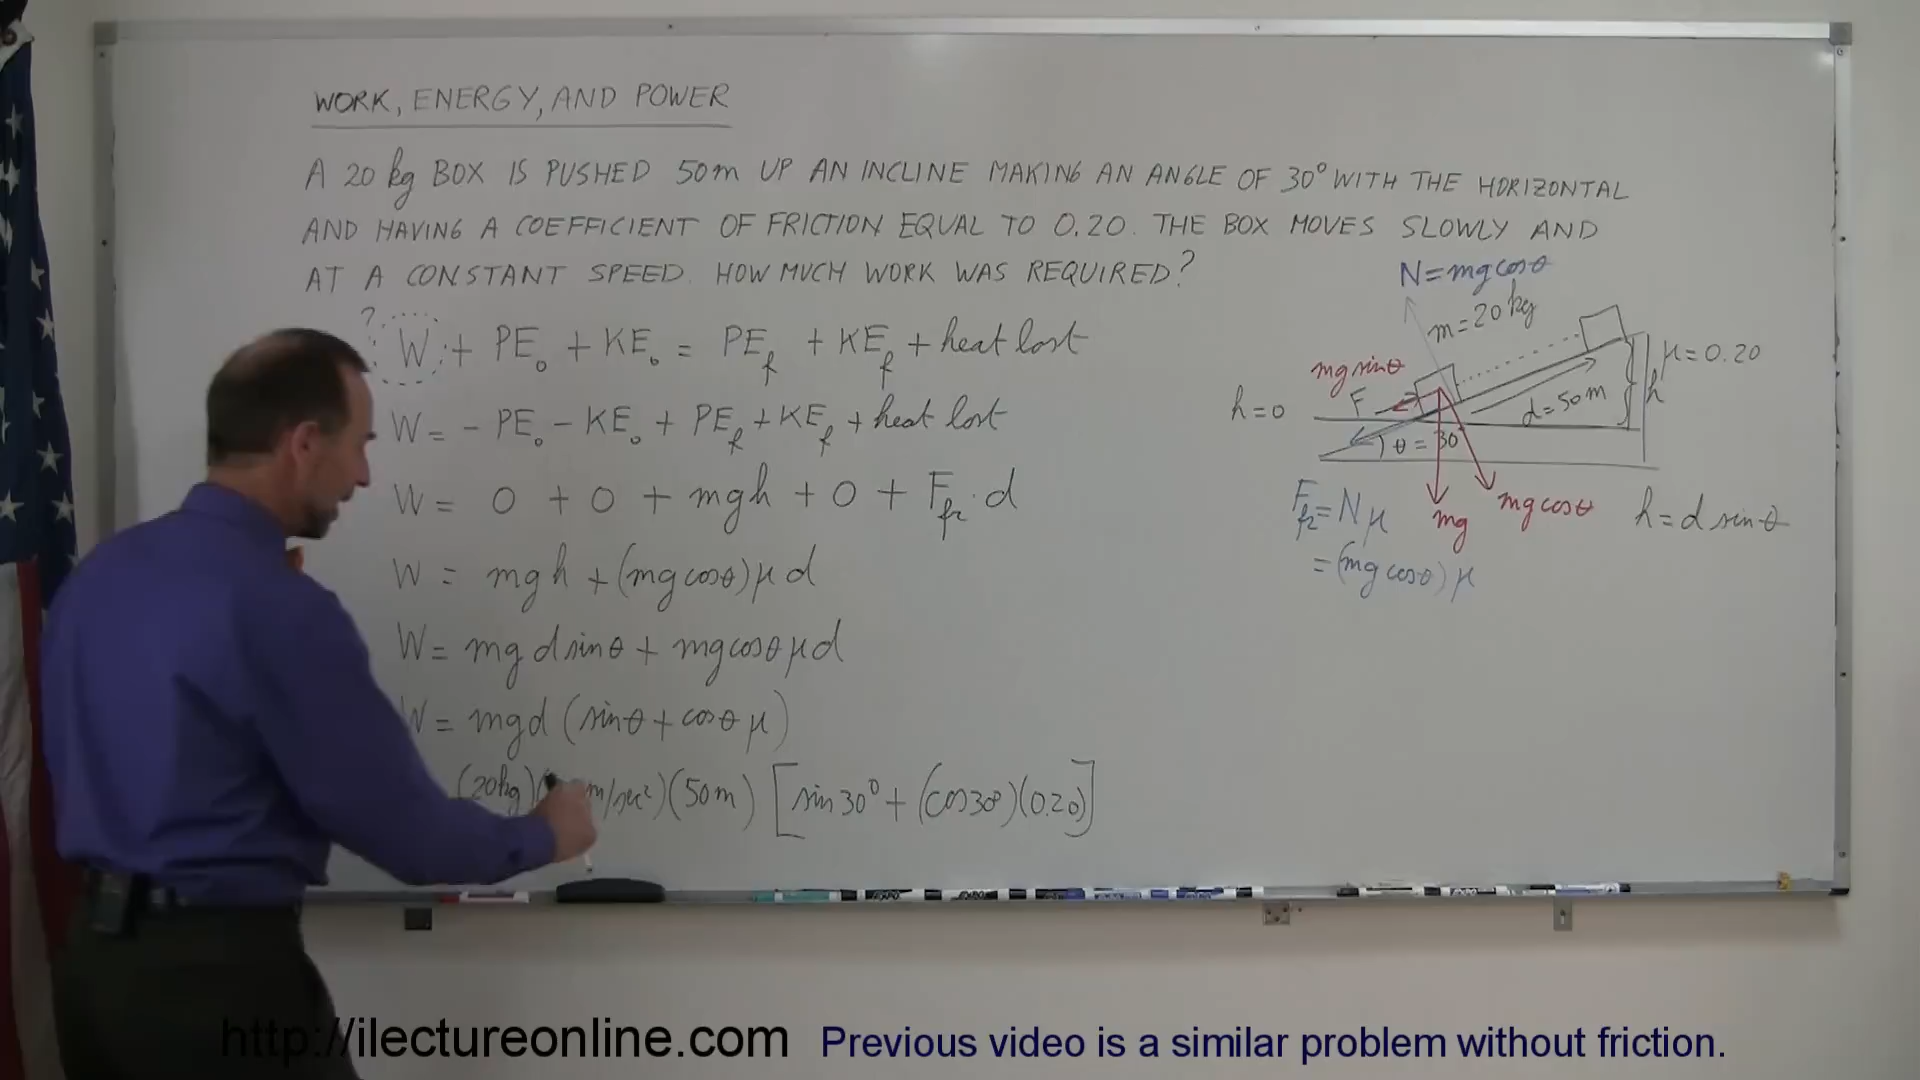 WORK, ENERGY, AND POWER
A 20 kg BOX IS PUSHED 50m UP AN INCLINE MAKING AN ANGLE OF 30° WITH THE HORIZONTAL
AND HAVING A COEFFICIENT OF FRICTION EQUAL TO 0.20. THE BOX MOVES SLOWLY AND
AT A CONSTANT SPEED. HOW MUCH WORK WAS REQUIRED?
?
W + PE₀ + KE₀ = PE_f + KE_f + heat lost
W = - PE₀ - KE₀ + PE_f + KE_f + heat lost
W = 0 + 0 + mgh + 0 + F_fr · d
W = mgh + (mg cosθ) μ d
W = mg d sinθ + mg cosθ μ d
W = mgd (sinθ + cosθ μ)
(20kg) m/sec²)(50m) [sin 30° + (cos 30°)(0.20)]
N = mg cosθ
m = 20 kg
mg sinθ
μ = 0.20
h = 0
F
d = 50m
h
θ = 30°
mg
mg cosθ
h = d sinθ
F_fr = N μ
= (mg cosθ) μ
EXPO
http://ilectureonline.com
Previous video is a similar problem without friction.